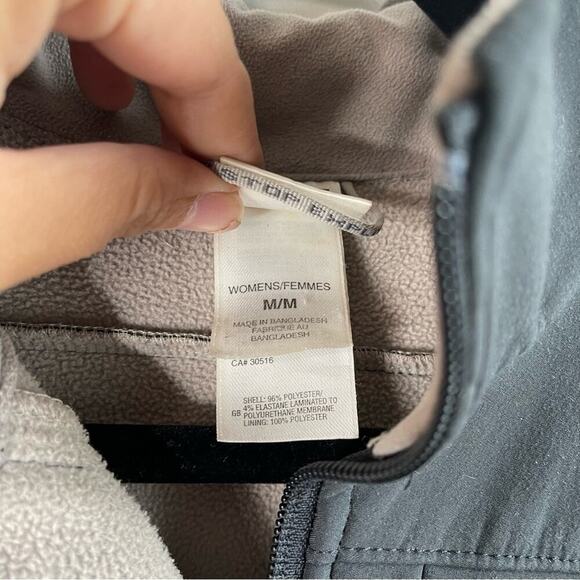 WOMENS/FEMMES
M/M
MADE IN BANGLADESH
FABRIQUE AU
BANGLADESH
CA# 30516
SHELL: 96% POLYESTER/
4% ELASTANE LAMINATED TO
GB POLYURETHANE MEMBRANE
LINING: 100% POLYESTER